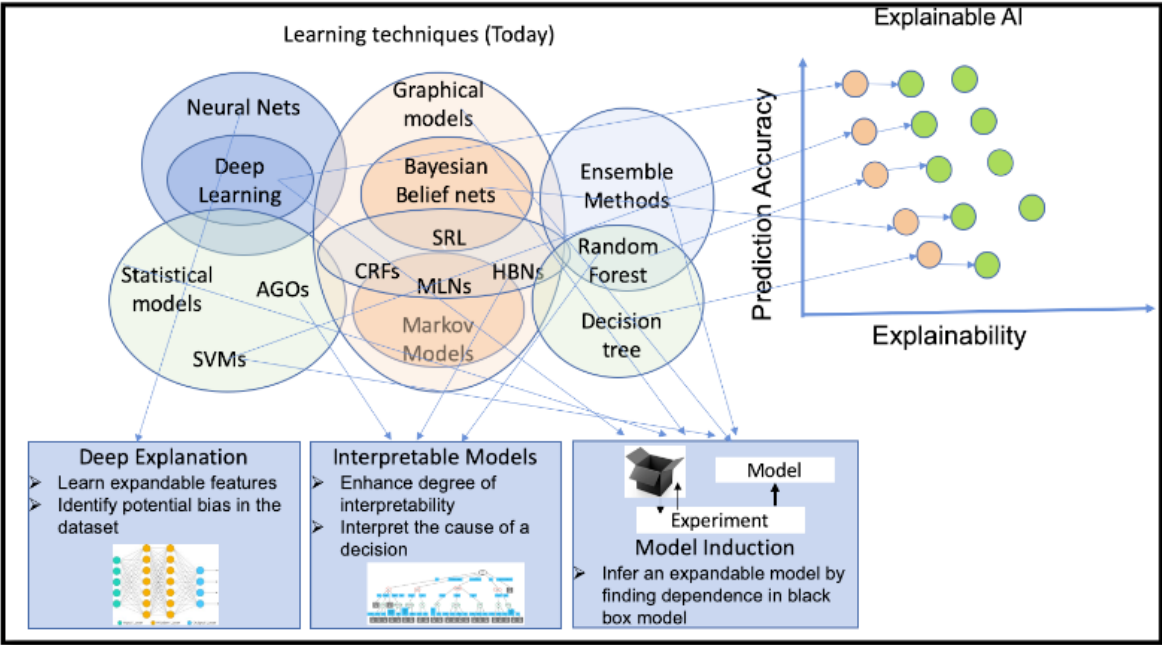 Learning techniques (Today)
Explainable AI
Neural Nets
Deep
Learning
Graphical
models
Bayesian
Belief nets
SRL
CRFs
MLNs
HBNs
Markov
Models
Ensemble
Methods
Random
Forest
Decision
tree
Statistical
models
AGOs
SVMs
Prediction Accuracy
Explainability
Deep Explanation
➢ Learn expandable features
➢ Identify potential bias in the
dataset
Interpretable Models
➢ Enhance degree of
interpretability
➢ Interpret the cause of a
decision
Model
Experiment
Model Induction
➢ Infer an expandable model by
finding dependence in black
box model